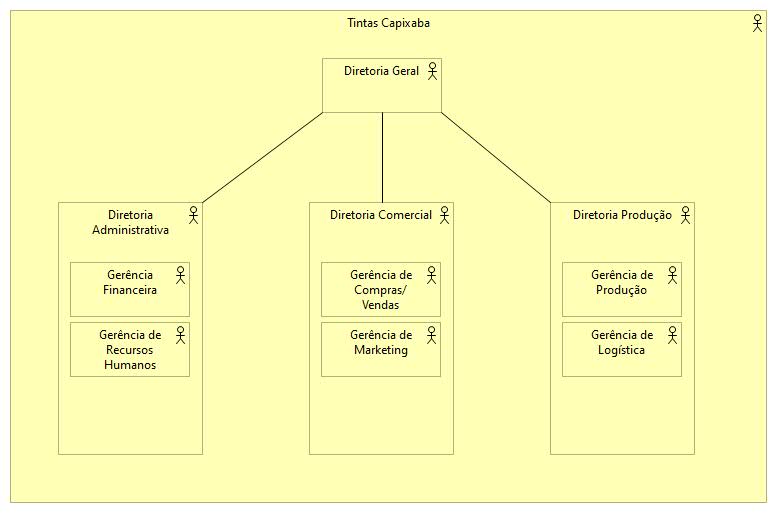 Tintas Capixaba
Diretoria Geral
Diretoria
Administrativa
Gerência
Financeira
Gerência de
Recursos
Humanos
Diretoria Comercial
Gerência de
Compras/
Vendas
Gerência de
Marketing
Diretoria Produção
Gerência de
Produção
Gerência de
Logística